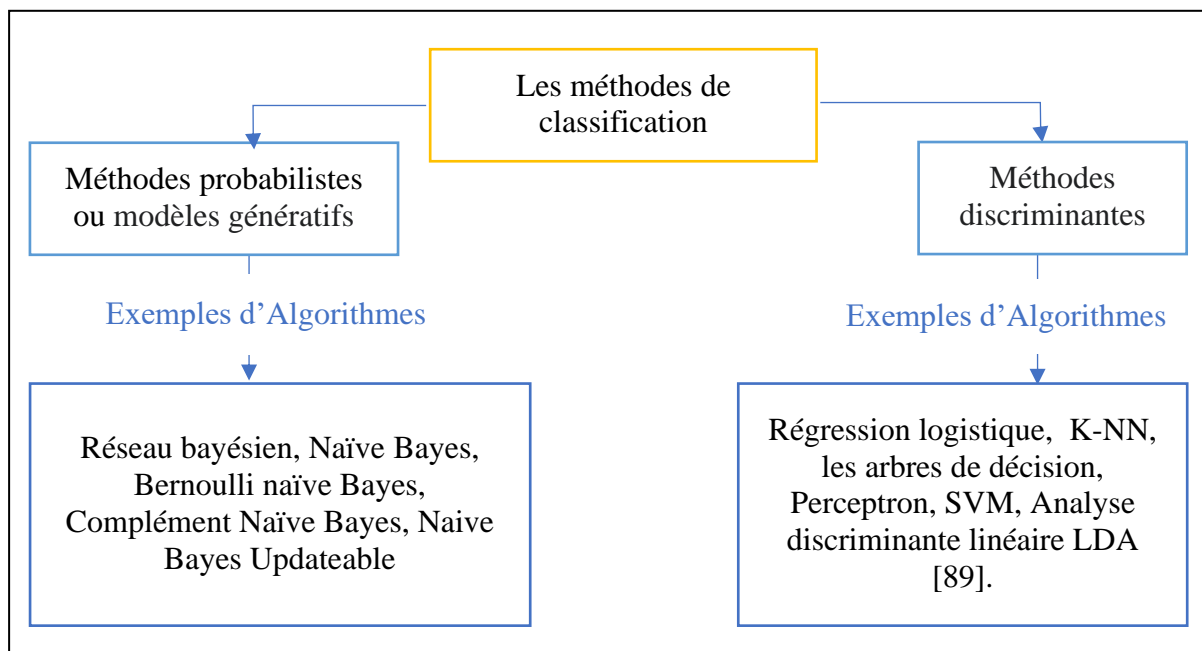 Les méthodes de
classification
Méthodes probabilistes
ou modèles génératifs
Méthodes
discriminantes
Exemples d’Algorithmes
Exemples d’Algorithmes
Réseau bayésien, Naïve Bayes,
Bernoulli naïve Bayes,
Complément Naïve Bayes, Naive
Bayes Updateable
Régression logistique, K-NN,
les arbres de décision,
Perceptron, SVM, Analyse
discriminante linéaire LDA
[89].